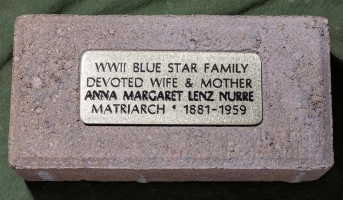 WWII BLUE STAR FAMILY
DEVOTED WIFE & MOTHER
ANNA MARGARET LENZ NURRE
MATRIARCH * 1881-1959